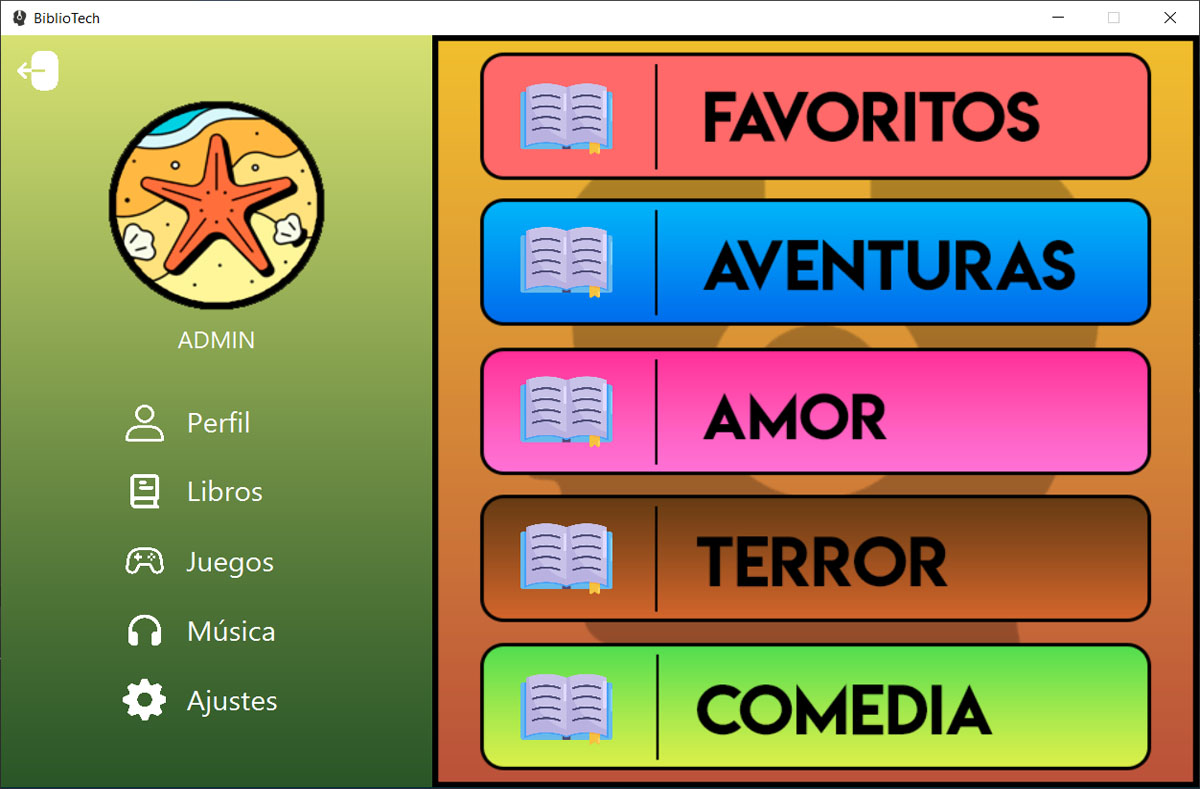 BiblioTech
ADMIN
Perfil
Libros
Juegos
Música
Ajustes
FAVORITOS
AVENTURAS
AMOR
TERROR
COMEDIA